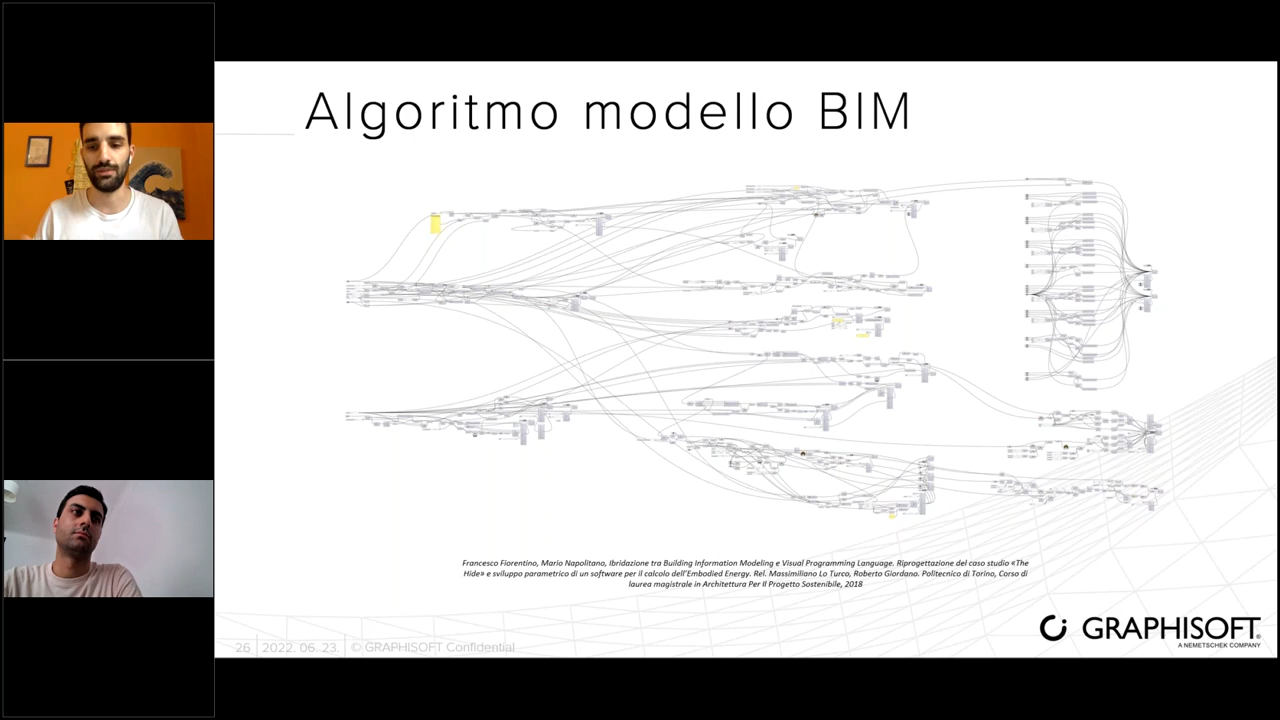 Algoritmo modello BIM
Francesco Fiorentino, Mario Napolitano, Ibridazione tra Building Information Modeling e Visual Programming Language. Riprogettazione del caso studio «The
Hide» e sviluppo parametrico di un software per il calcolo dell'Embodied Energy. Rel. Massimiliano Lo Turco, Roberto Giordano. Politecnico di Torino, Corso di
laurea magistrale in Architettura Per Il Progetto Sostenibile, 2018
26 2022. 06. 23. © GRAPHISOFT Confidential
GRAPHISOFT®
A NEMETSCHEK COMPANY